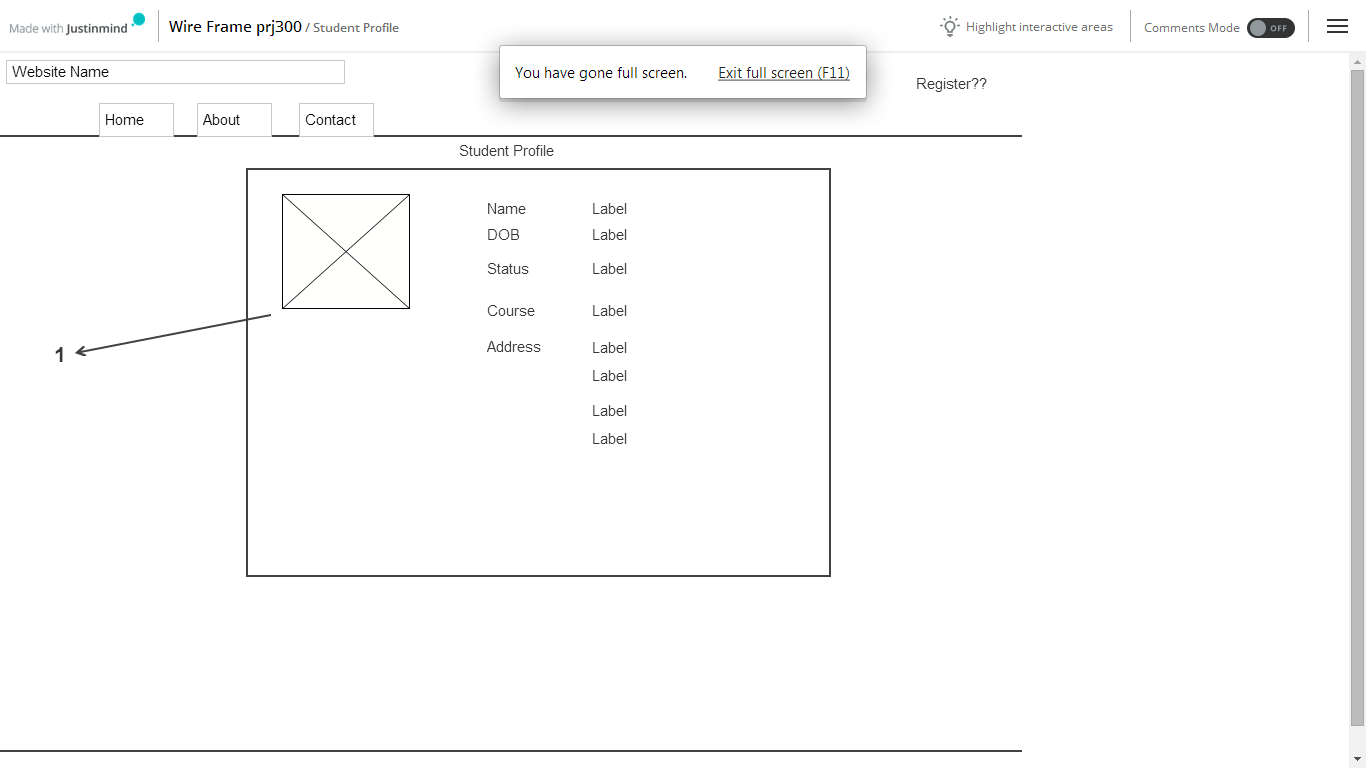 Made with Justinmind
Wire Frame prj300 / Student Profile
Highlight interactive areas
Comments Mode
OFF
You have gone full screen. Exit full screen (F11)
Website Name
Register??
Home
About
Contact
Student Profile
Name Label
DOB Label
Status Label
Course Label
Address Label
Label
Label
Label
1